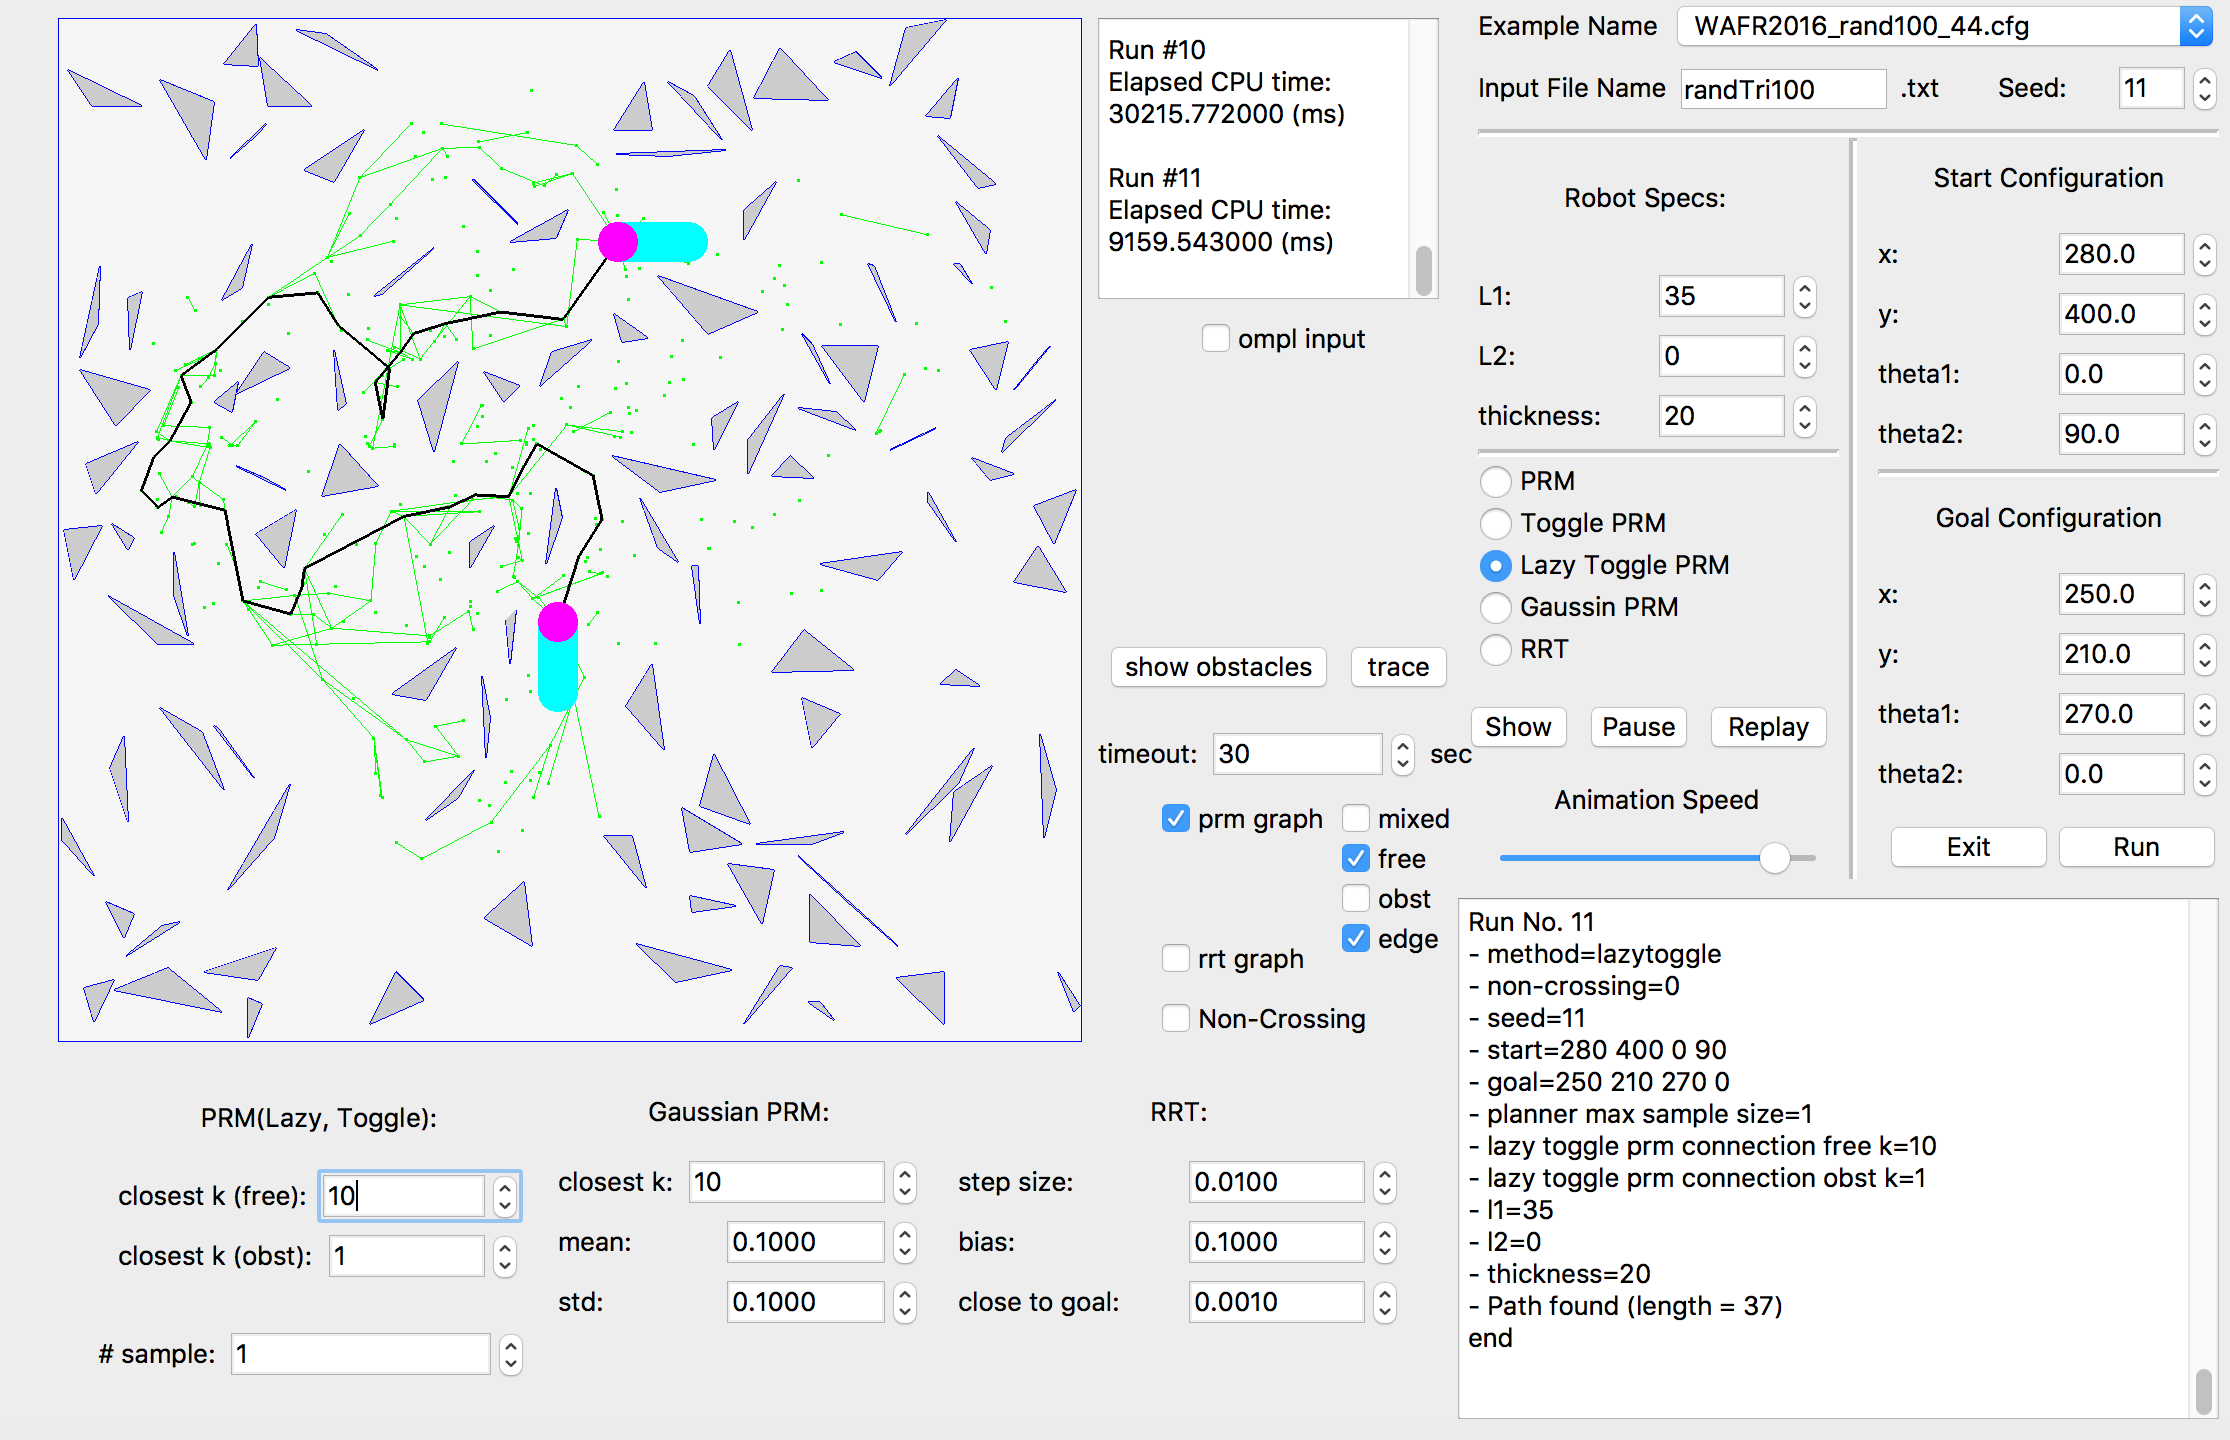 Run #10
Elapsed CPU time:
30215.772000 (ms)
Run #11
Elapsed CPU time:
9159.543000 (ms)
ompl input
show obstacles trace
timeout: 30 sec
prm graph mixed
free
obst
edge
rrt graph
Non-Crossing
Example Name WAFR2016_rand100_44.cfg
Input File Name randTri100 .txt Seed: 11
Robot Specs:
L1: 35
L2: 0
thickness: 20
PRM
Toggle PRM
Lazy Toggle PRM
Gaussin PRM
RRT
Show Pause Replay
Animation Speed
Start Configuration
x: 280.0
y: 400.0
theta1: 0.0
theta2: 90.0
Goal Configuration
x: 250.0
y: 210.0
theta1: 270.0
theta2: 0.0
Exit Run
Run No. 11
- method=lazytoggle
- non-crossing=0
- seed=11
- start=280 400 0 90
- goal=250 210 270 0
- planner max sample size=1
- lazy toggle prm connection free k=10
- lazy toggle prm connection obst k=1
- l1=35
- l2=0
- thickness=20
- Path found (length = 37)
end
PRM(Lazy, Toggle):
closest k (free): 10
closest k (obst): 1
# sample: 1
Gaussian PRM:
closest k: 10
mean: 0.1000
std: 0.1000
RRT:
step size: 0.0100
bias: 0.1000
close to goal: 0.0010